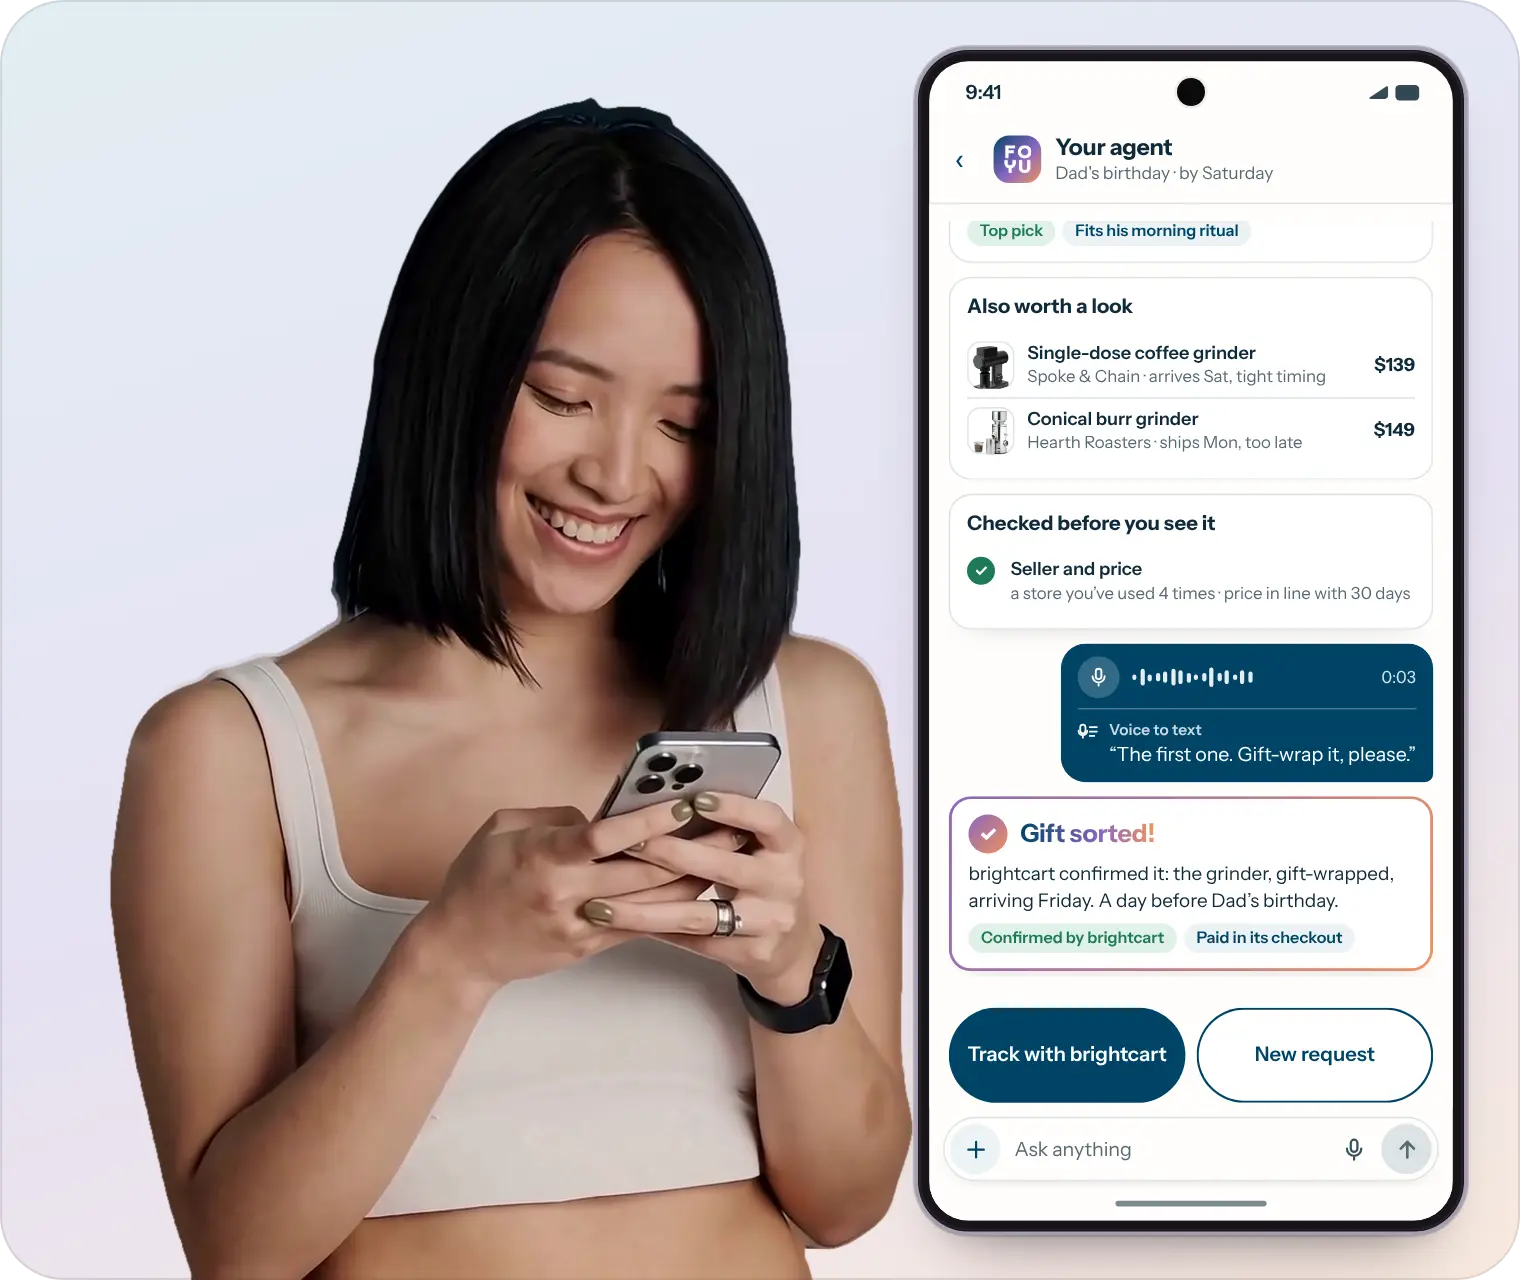 9:41
FO
YU
Your agent
Dad's birthday · by Saturday
Top pick
Fits his morning ritual
Also worth a look
Single-dose coffee grinder
Spoke & Chain · arrives Sat, tight timing
$139
Conical burr grinder
Hearth Roasters · ships Mon, too late
$149
Checked before you see it
Seller and price
a store you’ve used 4 times · price in line with 30 days
0:03
Voice to text
“The first one. Gift-wrap it, please.”
Gift sorted!
brightcart confirmed it: the grinder, gift-wrapped,
arriving Friday. A day before Dad’s birthday.
Confirmed by brightcart
Paid in its checkout
Track with brightcart
New request
Ask anything